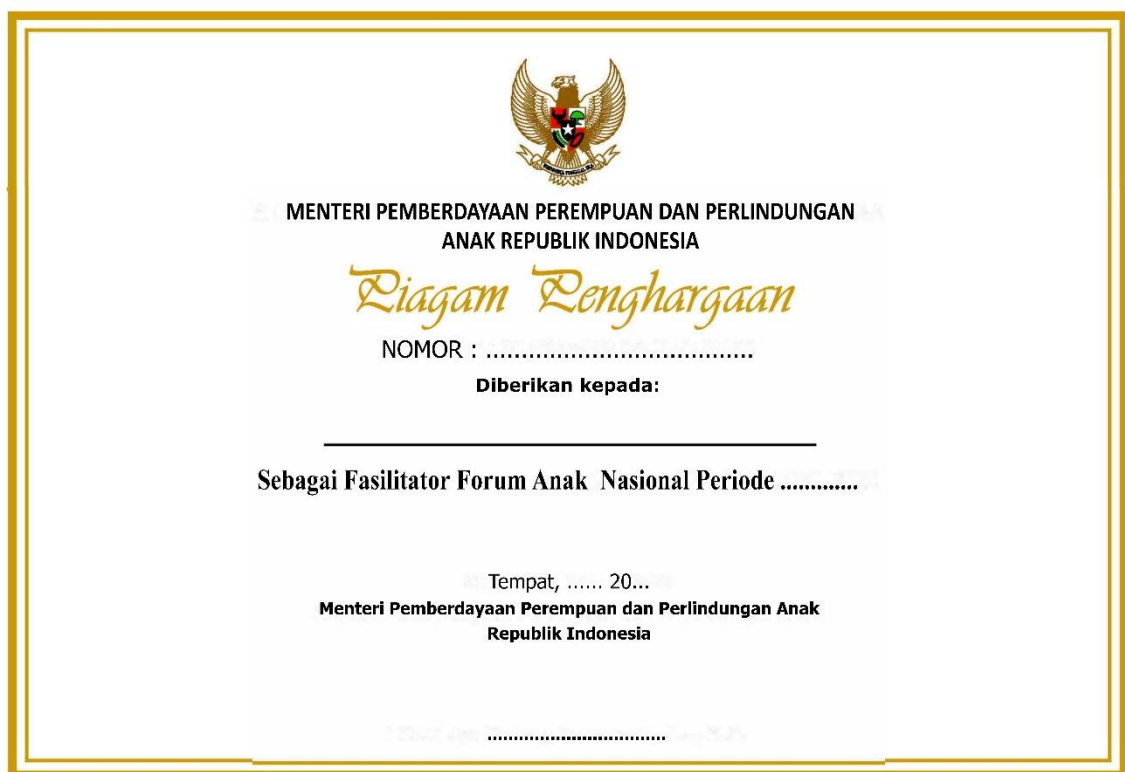 MENTERI PEMBERDAYAAN PEREMPUAN DAN PERLINDUNGAN
ANAK REPUBLIK INDONESIA
Piagam Penghargaan
NOMOR : .....................................
Diberikan kepada:
Sebagai Fasilitator Forum Anak Nasional Periode .............
Tempat, ...... 20...
Menteri Pemberdayaan Perempuan dan Perlindungan Anak
Republik Indonesia
...................................